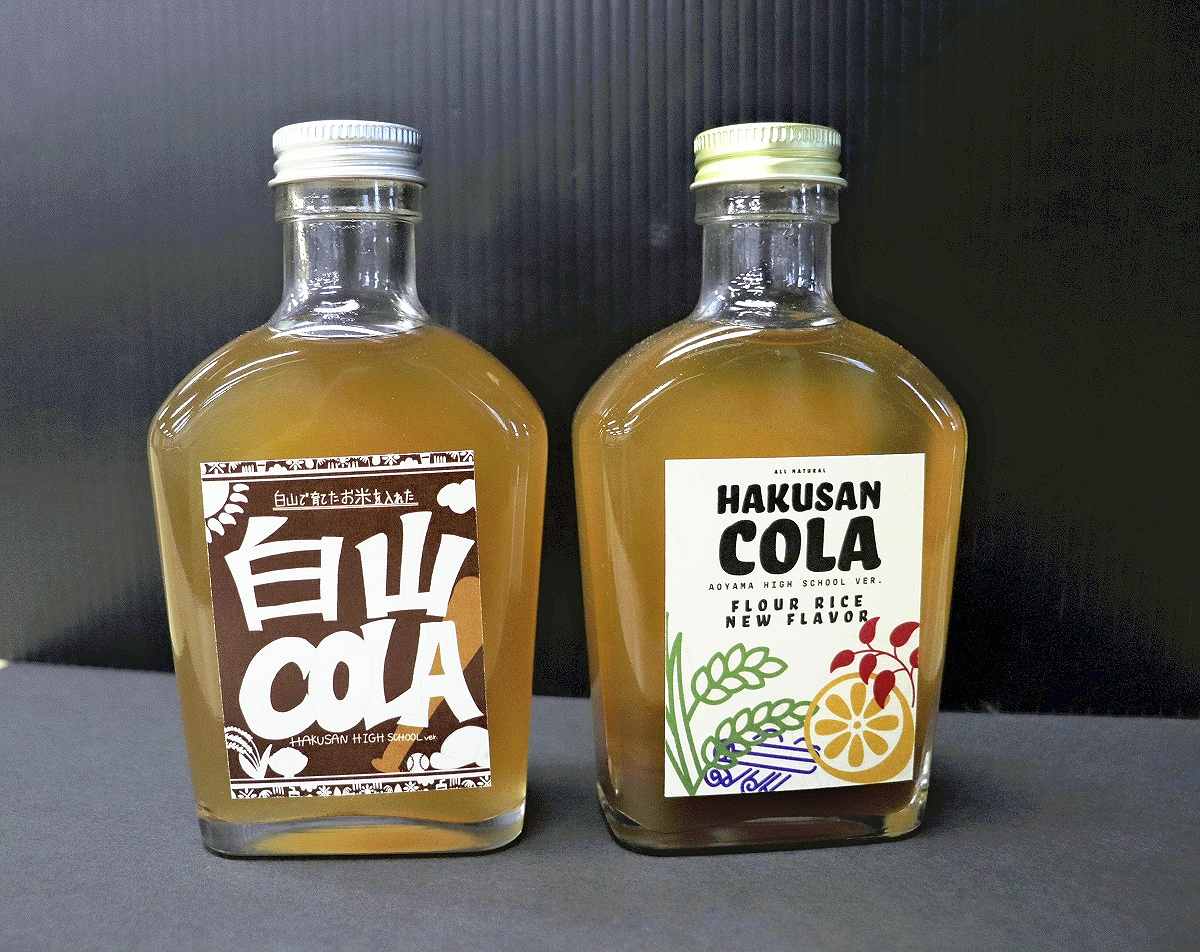 白山で育てたお米を入れた
白山
COLA
HAKUSAN HIGH SCHOOL ver.
ALL NATURAL
HAKUSAN
COLA
AOYAMA HIGH SCHOOL VER.
FLOUR RICE
NEW FLAVOR